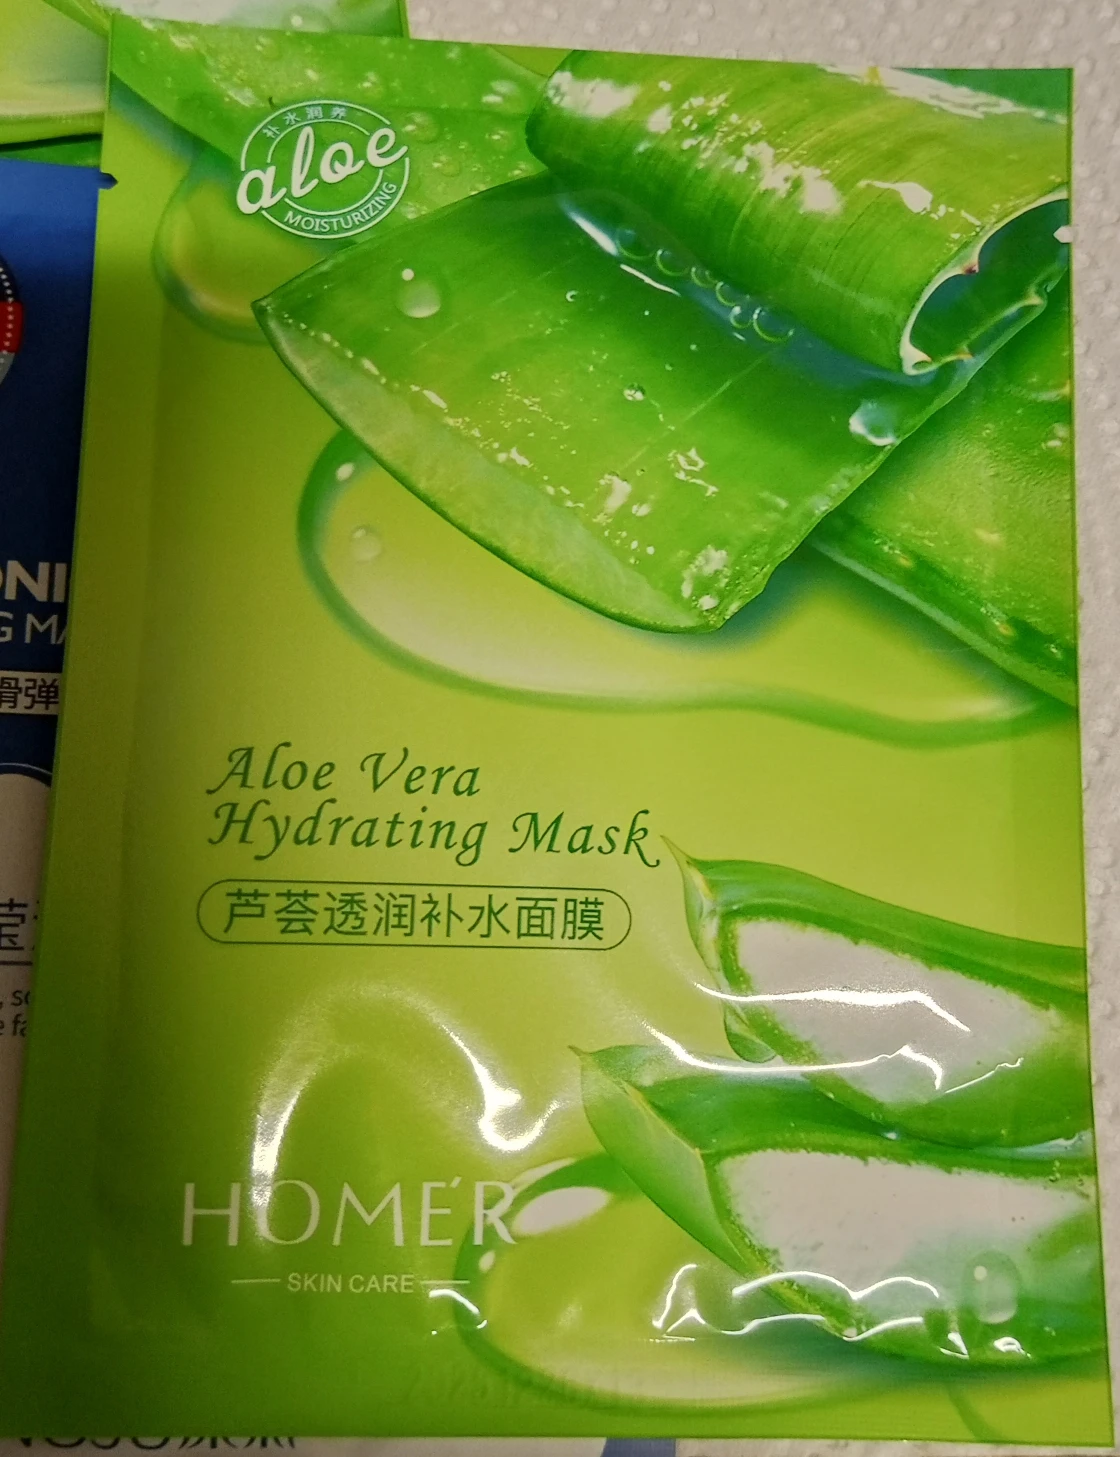 补水润养
aloe
MOISTURIZING
ONI
G MA
滑弹
Aloe Vera
Hydrating Mask
芦荟透润补水面膜
HOME'R
SKIN CARE